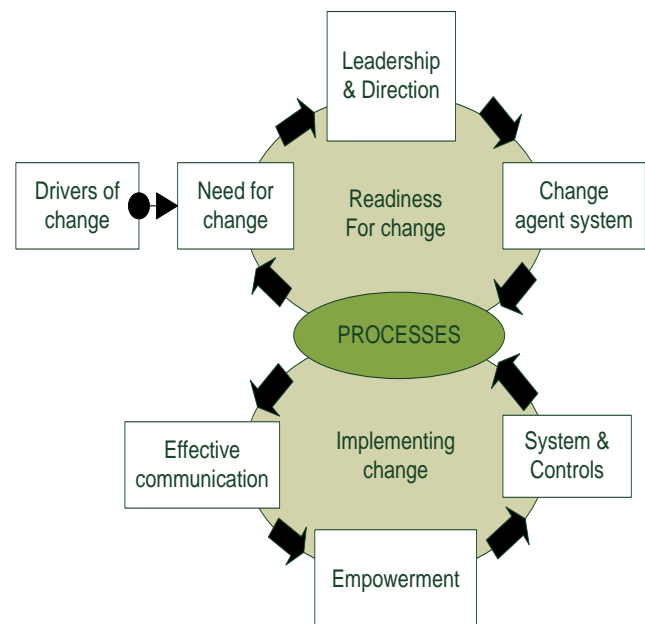 Leadership
& Direction
Drivers of
change
Need for
change
Readiness
For change
Change
agent system
PROCESSES
Effective
communication
Implementing
change
System &
Controls
Empowerment